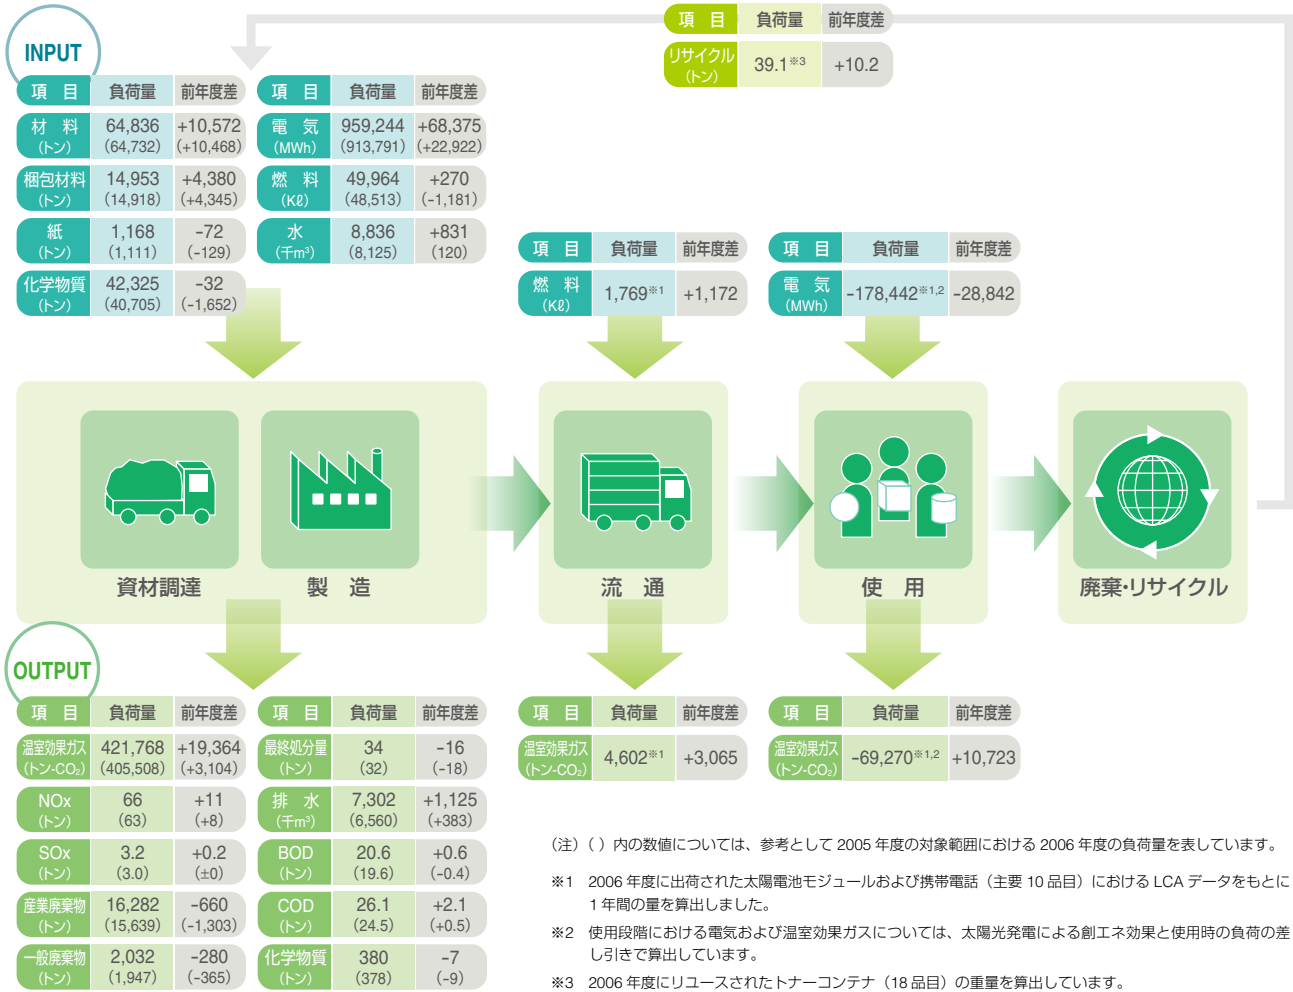 INPUT
項 目 負荷量 前年度差
リサイクル(トン) 39.1※3 +10.2
項 目 負荷量 前年度差
材 料(トン) 64,836(64,732) +10,572(+10,468)
梱包材料(トン) 14,953(14,918) +4,380(+4,345)
紙(トン) 1,168(1,111) -72(-129)
化学物質(トン) 42,325(40,705) -32(-1,652)
項 目 負荷量 前年度差
電 気(MWh) 959,244(913,791) +68,375(+22,922)
燃 料(Kℓ) 49,964(48,513) +270(-1,181)
水(千m³) 8,836(8,125) +831(120)
項 目 負荷量 前年度差
燃 料(Kℓ) 1,769※1 +1,172
項 目 負荷量 前年度差
電 気(MWh) -178,442※1,2 -28,842
資材調達
製 造
流 通
使 用
廃棄・リサイクル
OUTPUT
項 目 負荷量 前年度差
温室効果ガス(トン-CO₂) 421,768(405,508) +19,364(+3,104)
NOx(トン) 66(63) +11(+8)
SOx(トン) 3.2(3.0) +0.2(±0)
産業廃棄物(トン) 16,282(15,639) -660(-1,303)
一般廃棄物(トン) 2,032(1,947) -280(-365)
項 目 負荷量 前年度差
最終処分量(トン) 34(32) -16(-18)
排 水(千m³) 7,302(6,560) +1,125(+383)
BOD(トン) 20.6(19.6) +0.6(-0.4)
COD(トン) 26.1(24.5) +2.1(+0.5)
化学物質(トン) 380(378) -7(-9)
項 目 負荷量 前年度差
温室効果ガス(トン-CO₂) 4,602※1 +3,065
項 目 負荷量 前年度差
温室効果ガス(トン-CO₂) -69,270※1,2 +10,723
(注)( )内の数値については、参考として 2005 年度の対象範囲における 2006 年度の負荷量を表しています。
※1 2006 年度に出荷された太陽電池モジュールおよび携帯電話(主要 10 品目)における LCA データをもとに
1 年間の量を算出しました。
※2 使用段階における電気および温室効果ガスについては、太陽光発電による創エネ効果と使用時の負荷の差
し引きで算出しています。
※3 2006 年度にリユースされたトナーコンテナ(18 品目)の重量を算出しています。